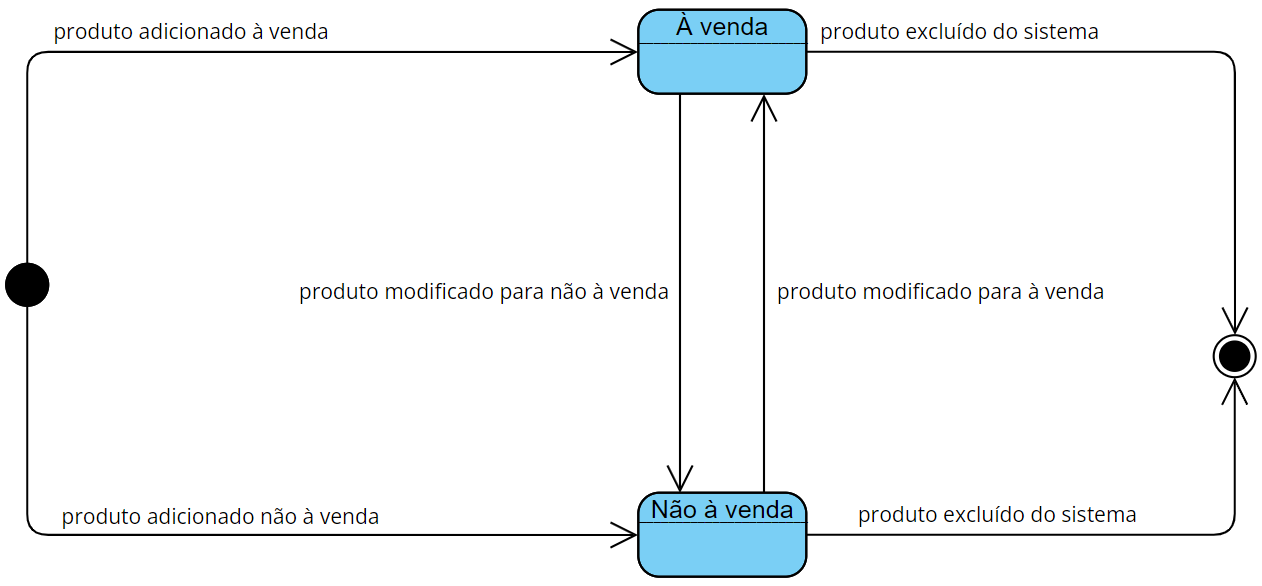 produto adicionado à venda
À venda
produto excluído do sistema
produto modificado para não à venda
produto modificado para à venda
produto adicionado não à venda
Não à venda
produto excluído do sistema